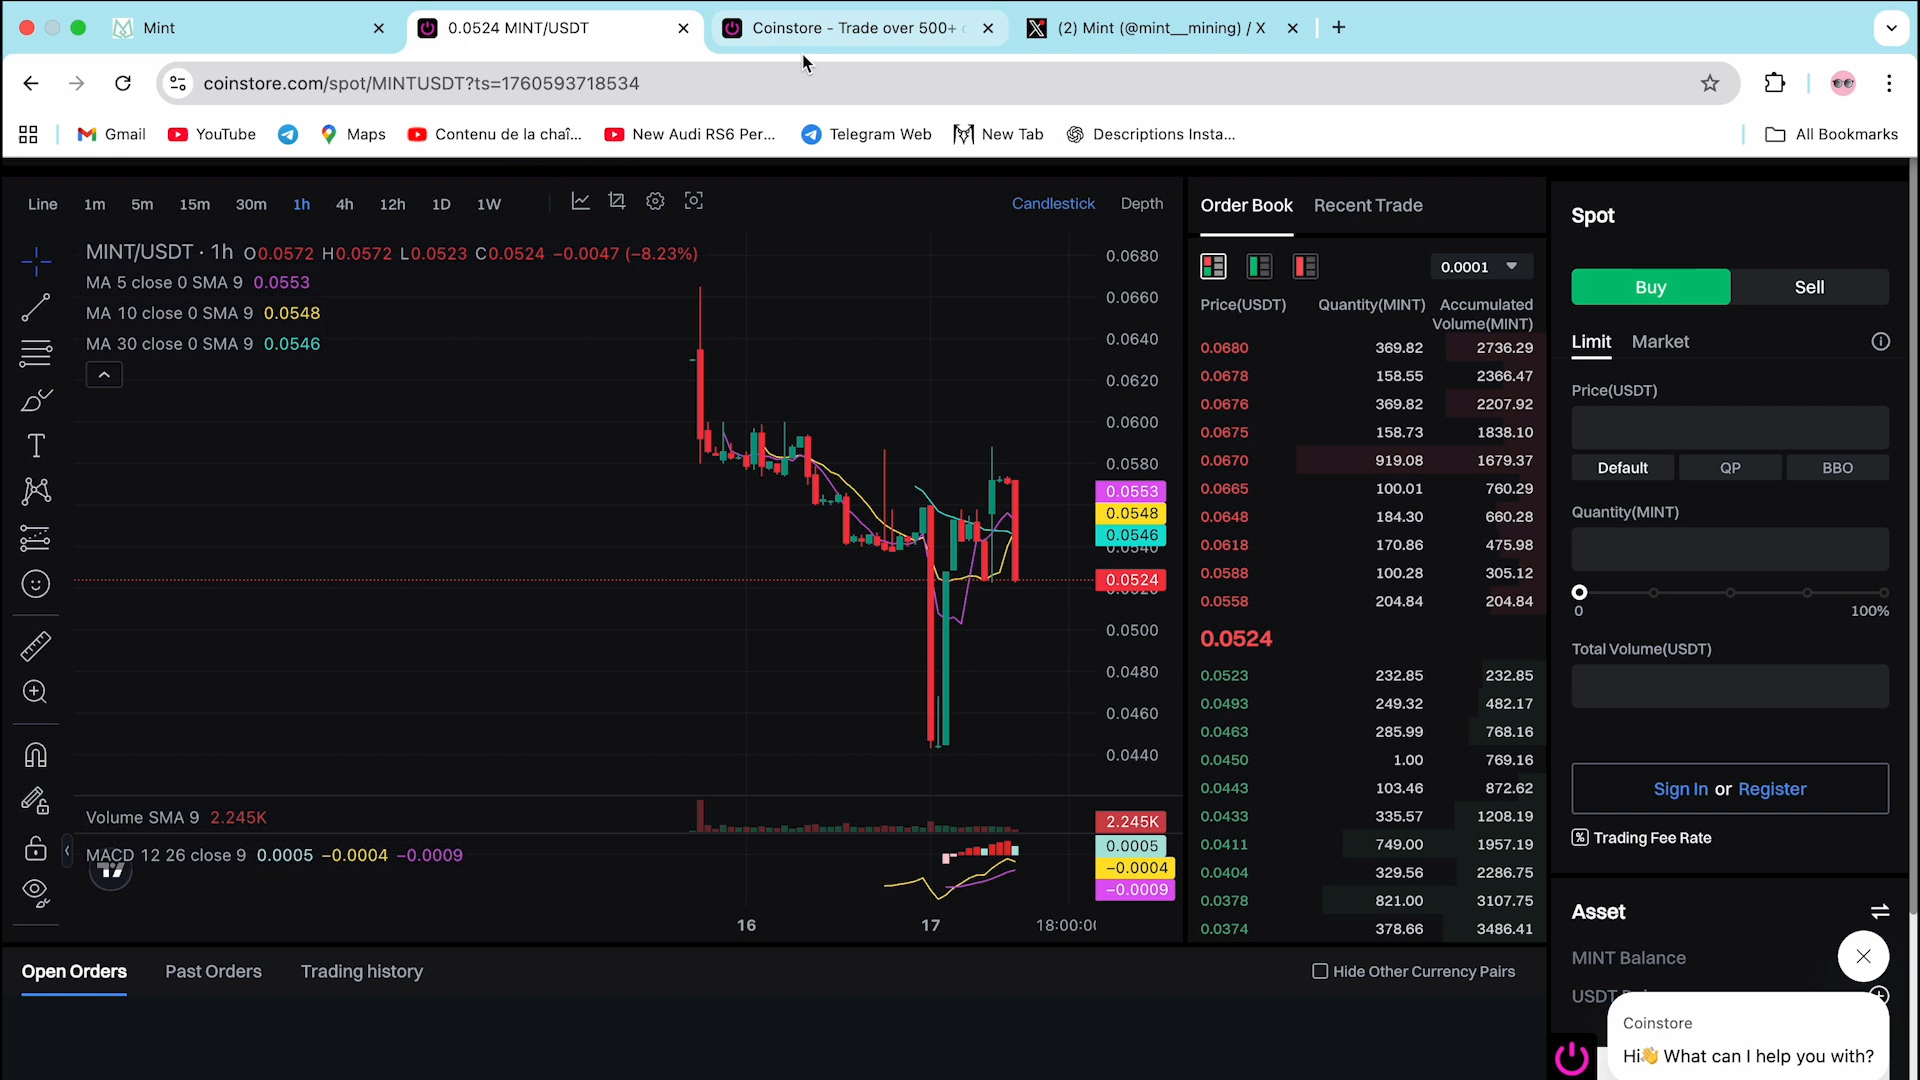 Mint
0.0524 MINT/USDT
Coinstore - Trade over 500+
(2) Mint (@mint__mining) / X
coinstore.com/spot/MINTUSDT?ts=1760593718534
Gmail
YouTube
Maps
Contenu de la chaî...
New Audi RS6 Per...
Telegram Web
New Tab
Descriptions Insta...
All Bookmarks
Line 1m 5m 15m 30m 1h 4h 12h 1D 1W
Candlestick Depth
MINT/USDT · 1h O0.0572 H0.0572 L0.0523 C0.0524 −0.0047 (−8.23%)
MA 5 close 0 SMA 9 0.0553
MA 10 close 0 SMA 9 0.0548
MA 30 close 0 SMA 9 0.0546
0.0680
0.0660
0.0640
0.0620
0.0600
0.0580
0.0553
0.0548
0.0546
0.0540
0.0524
0.0520
0.0500
0.0480
0.0460
0.0440
Volume SMA 9 2.245K
2.245K
MACD 12 26 close 9 0.0005 −0.0004 −0.0009
0.0005
−0.0004
−0.0009
16 17 18:00:00
Order Book Recent Trade
0.0001
Price(USDT) Quantity(MINT) Accumulated
Volume(MINT)
0.0680 369.82 2736.29
0.0678 158.55 2366.47
0.0676 369.82 2207.92
0.0675 158.73 1838.10
0.0670 919.08 1679.37
0.0665 100.01 760.29
0.0648 184.30 660.28
0.0618 170.86 475.98
0.0588 100.28 305.12
0.0558 204.84 204.84
0.0524
0.0523 232.85 232.85
0.0493 249.32 482.17
0.0463 285.99 768.16
0.0450 1.00 769.16
0.0443 103.46 872.62
0.0433 335.57 1208.19
0.0411 749.00 1957.19
0.0404 329.56 2286.75
0.0378 821.00 3107.75
0.0374 378.66 3486.41
Spot
Buy Sell
Limit Market
Price(USDT)
Default QP BBO
Quantity(MINT)
0 100%
Total Volume(USDT)
Sign In or Register
Trading Fee Rate
Asset
MINT Balance
USDT
Coinstore
Hi👋 What can I help you with?
Open Orders Past Orders Trading history
Hide Other Currency Pairs